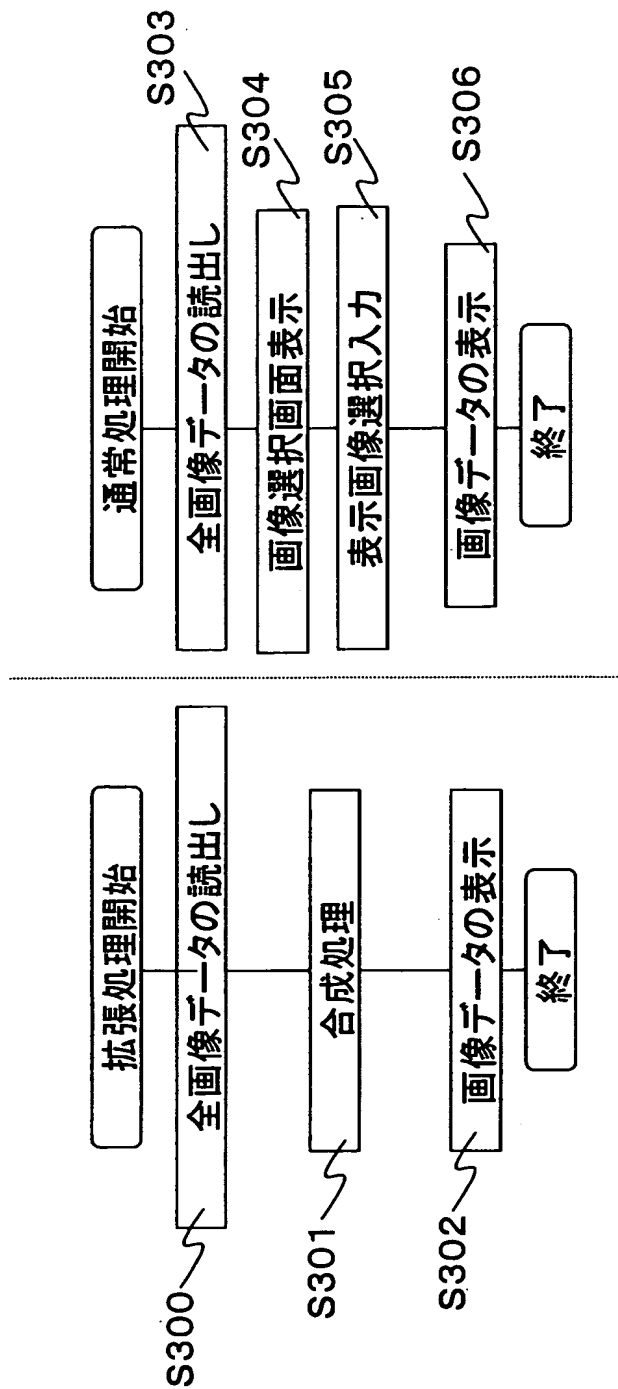 拡張処理開始
全画像データの読出し
S300
合成処理
S301
画像データの表示
S302
終了
通常処理開始
全画像データの読出し
S303
画像選択画面表示
S304
表示画像選択入力
S305
画像データの表示
S306
終了